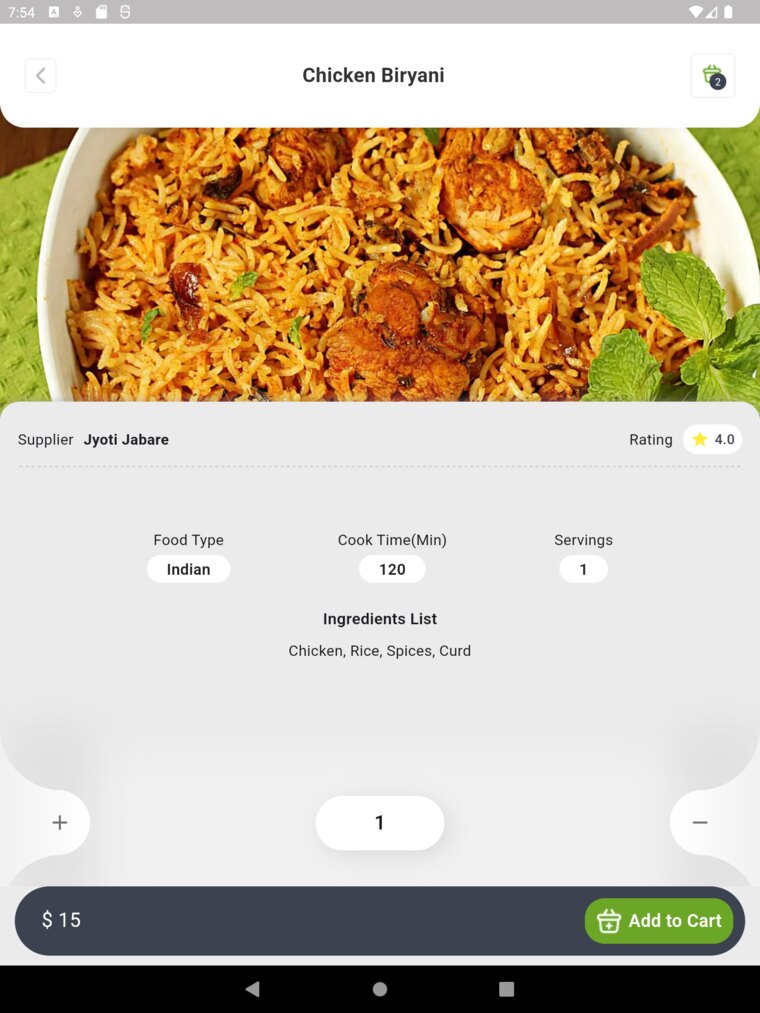 7:54
Chicken Biryani
2
Supplier Jyoti Jabare
Rating 4.0
Food Type Cook Time(Min) Servings
Indian 120 1
Ingredients List
Chicken, Rice, Spices, Curd
+ 1 −
$ 15 Add to Cart